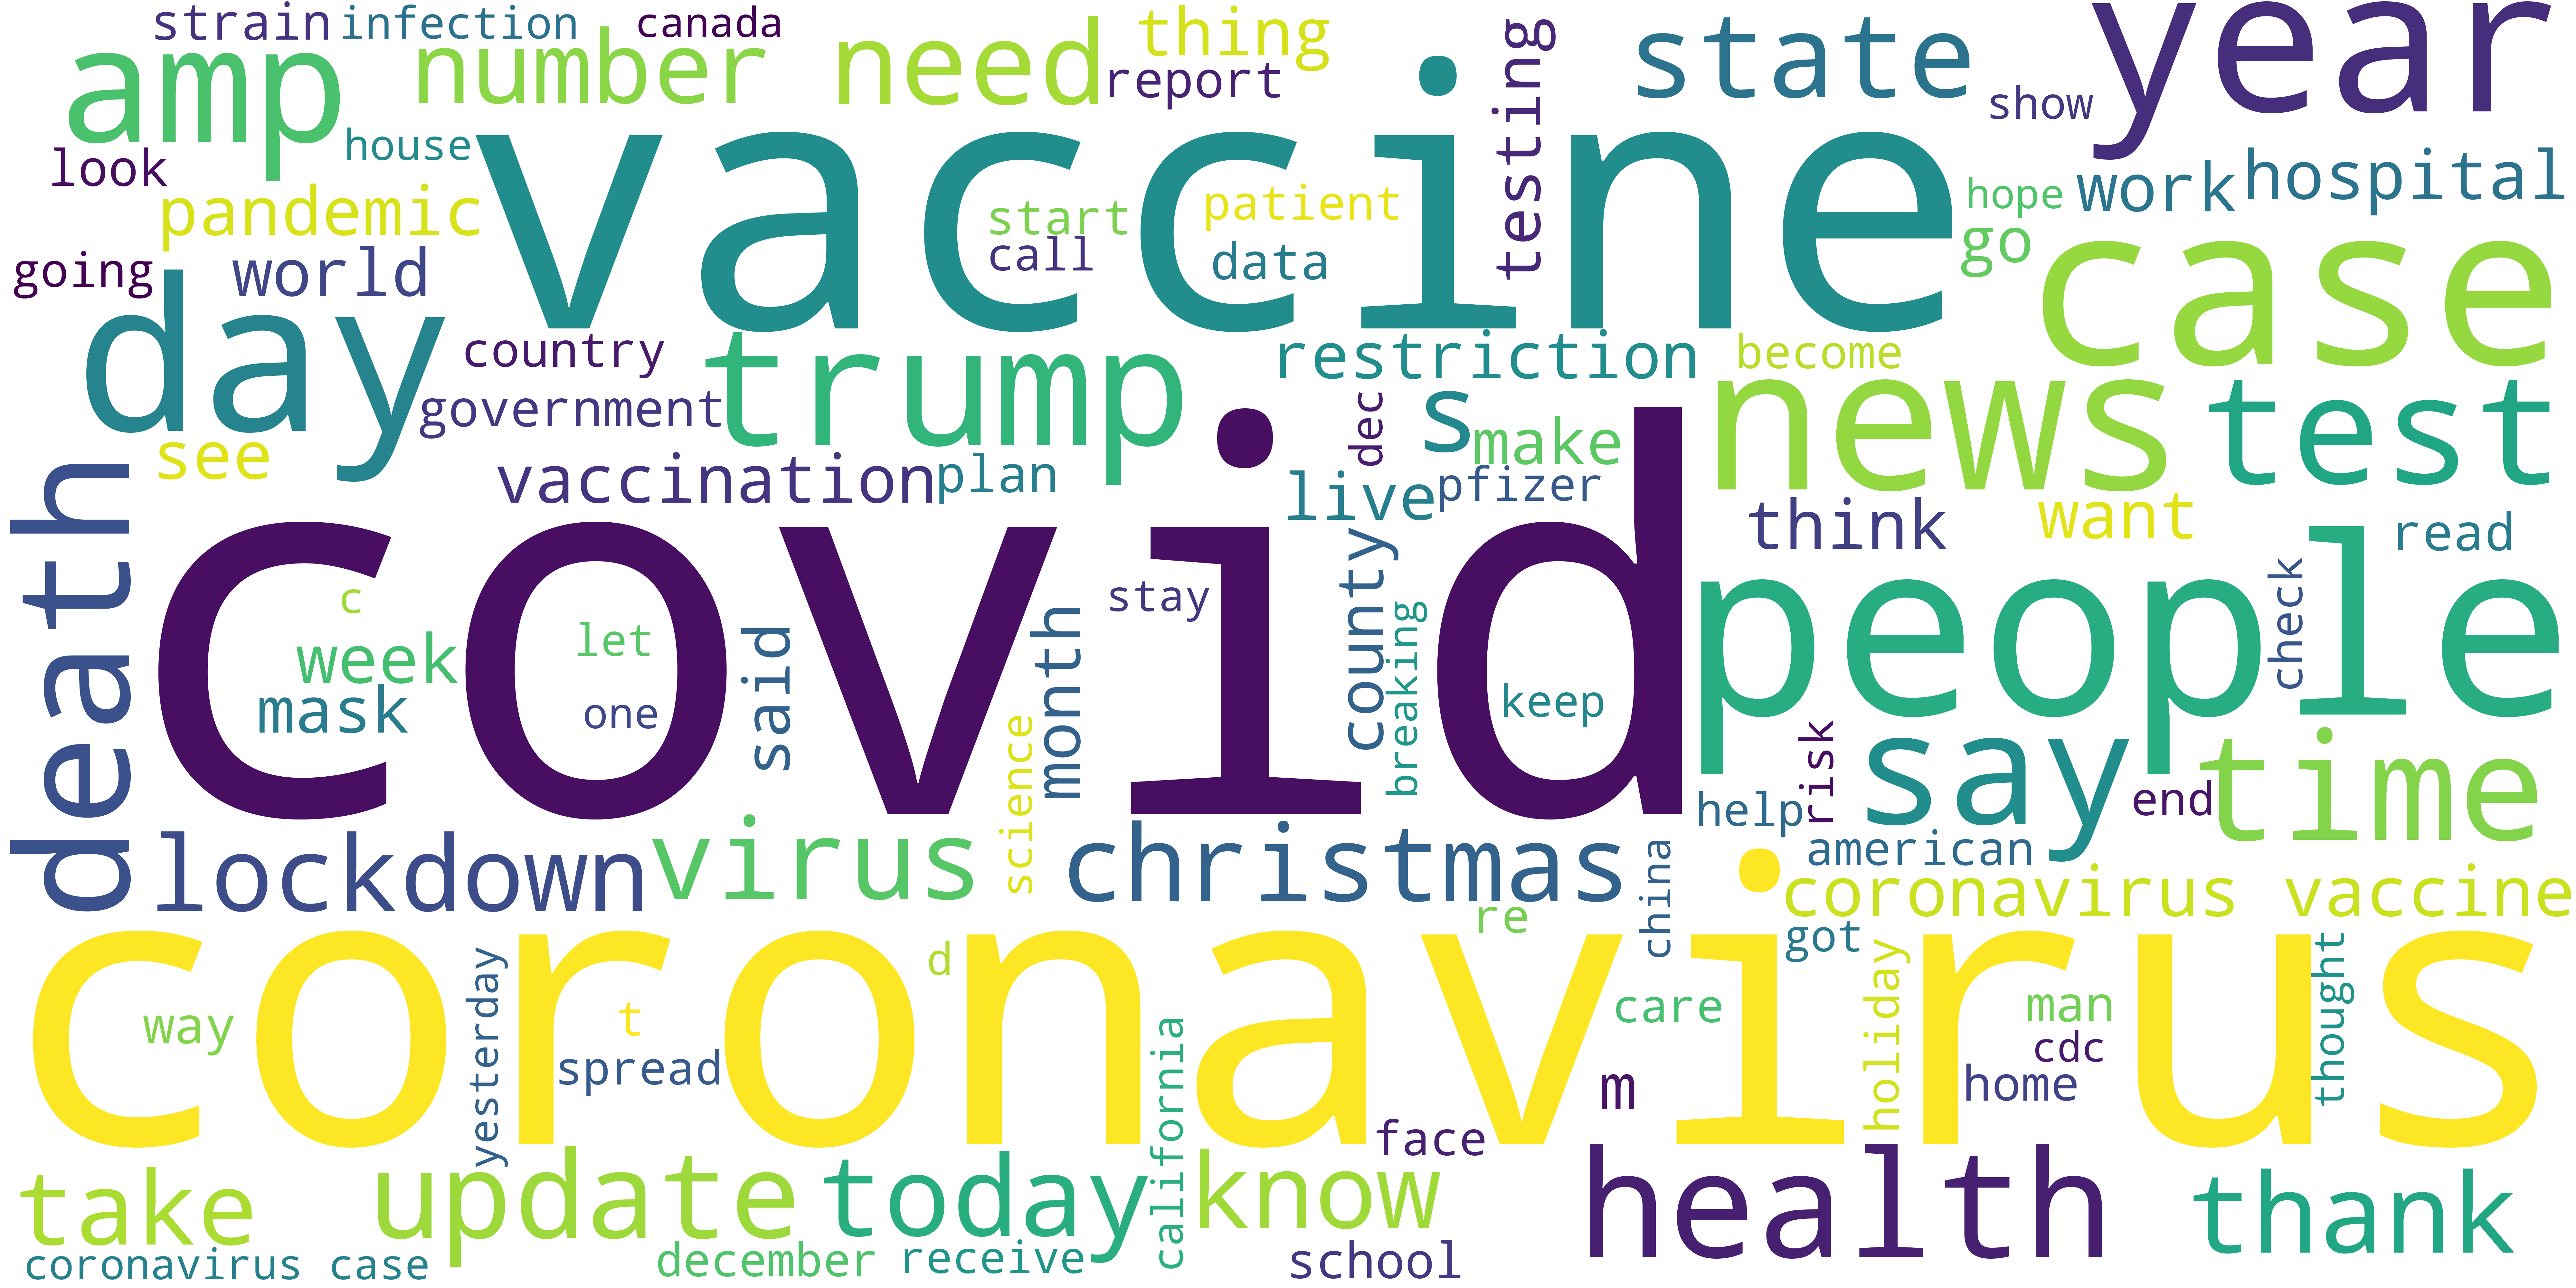 strain
infection
canada
amp
number
need
thing
report
testing
state
show
year
look
house
vaccine
pandemic
start
patient
call
data
hope
work
hospital
go
going
world
case
day
country
government
trump
restriction
become
dec
s
make
news
test
see
vaccination
plan
live
pfizer
think
want
read
death
covid
c
week
mask
let
one
said
month
stay
county
breaking
keep
people
check
science
say
risk
help
end
time
american
lockdown
virus
christmas
china
re
coronavirus vaccine
got
coronavirus
way
yesterday
t
spread
d
california
care
m
holiday
man
cdc
home
thought
face
take
update
today
know
health
thank
coronavirus case
december
receive
school